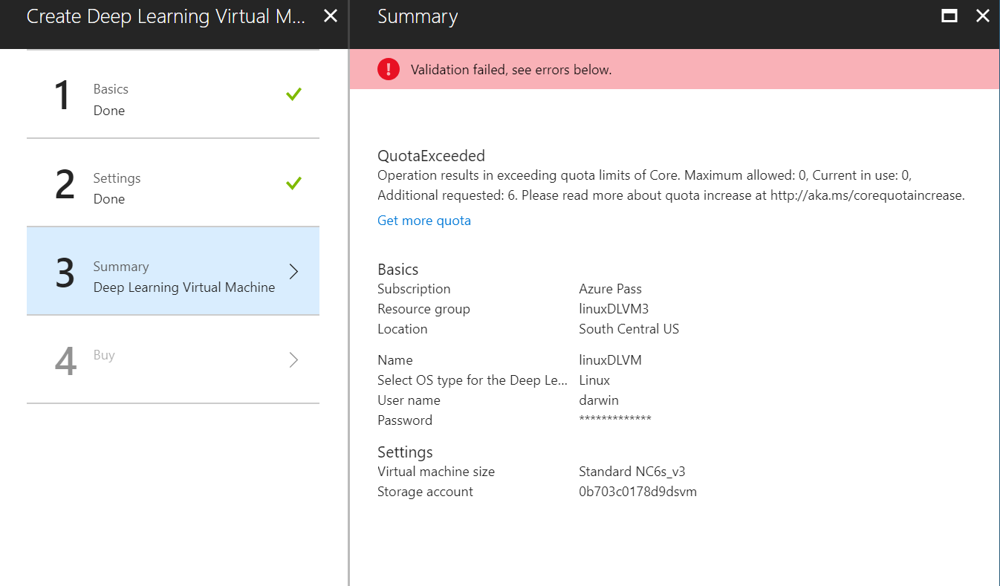 Create Deep Learning Virtual M...
1
Basics
Done
2
Settings
Done
3
Summary
Deep Learning Virtual Machine
4
Buy
Summary
Validation failed, see errors below.
QuotaExceeded
Operation results in exceeding quota limits of Core. Maximum allowed: 0, Current in use: 0,
Additional requested: 6. Please read more about quota increase at http://aka.ms/corequotaincrease.
Get more quota
Basics
Subscription Azure Pass
Resource group linuxDLVM3
Location South Central US
Name linuxDLVM
Select OS type for the Deep Le... Linux
User name darwin
Password *************
Settings
Virtual machine size Standard NC6s_v3
Storage account 0b703c0178d9dsvm